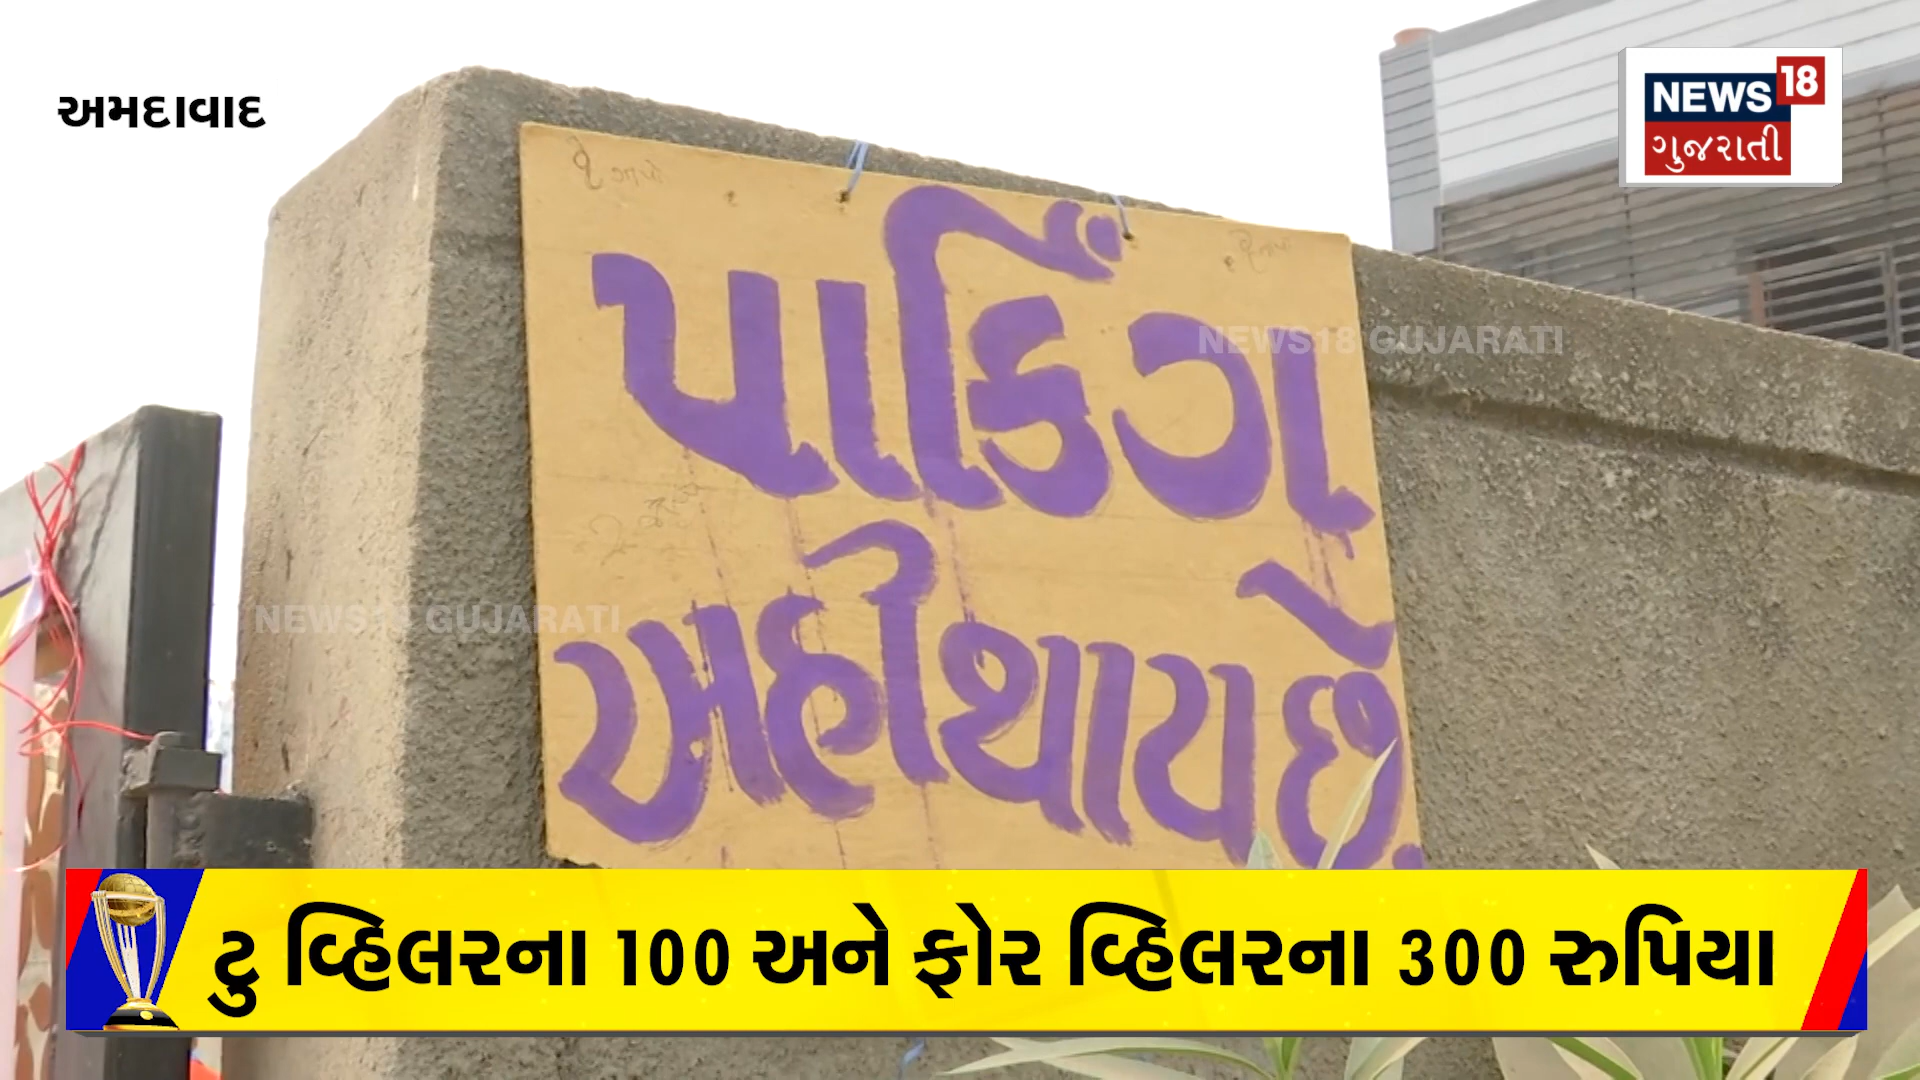 અમદાવાદ
NEWS18
ગુજરાતી
પાર્કિંગ
NEWS18 GUJARATI
અહીં થાય છે.
NEWS18 GUJARATI
ટુ વ્હિલરના 100 અને ફોર વ્હિલરના 300 રુપિયા